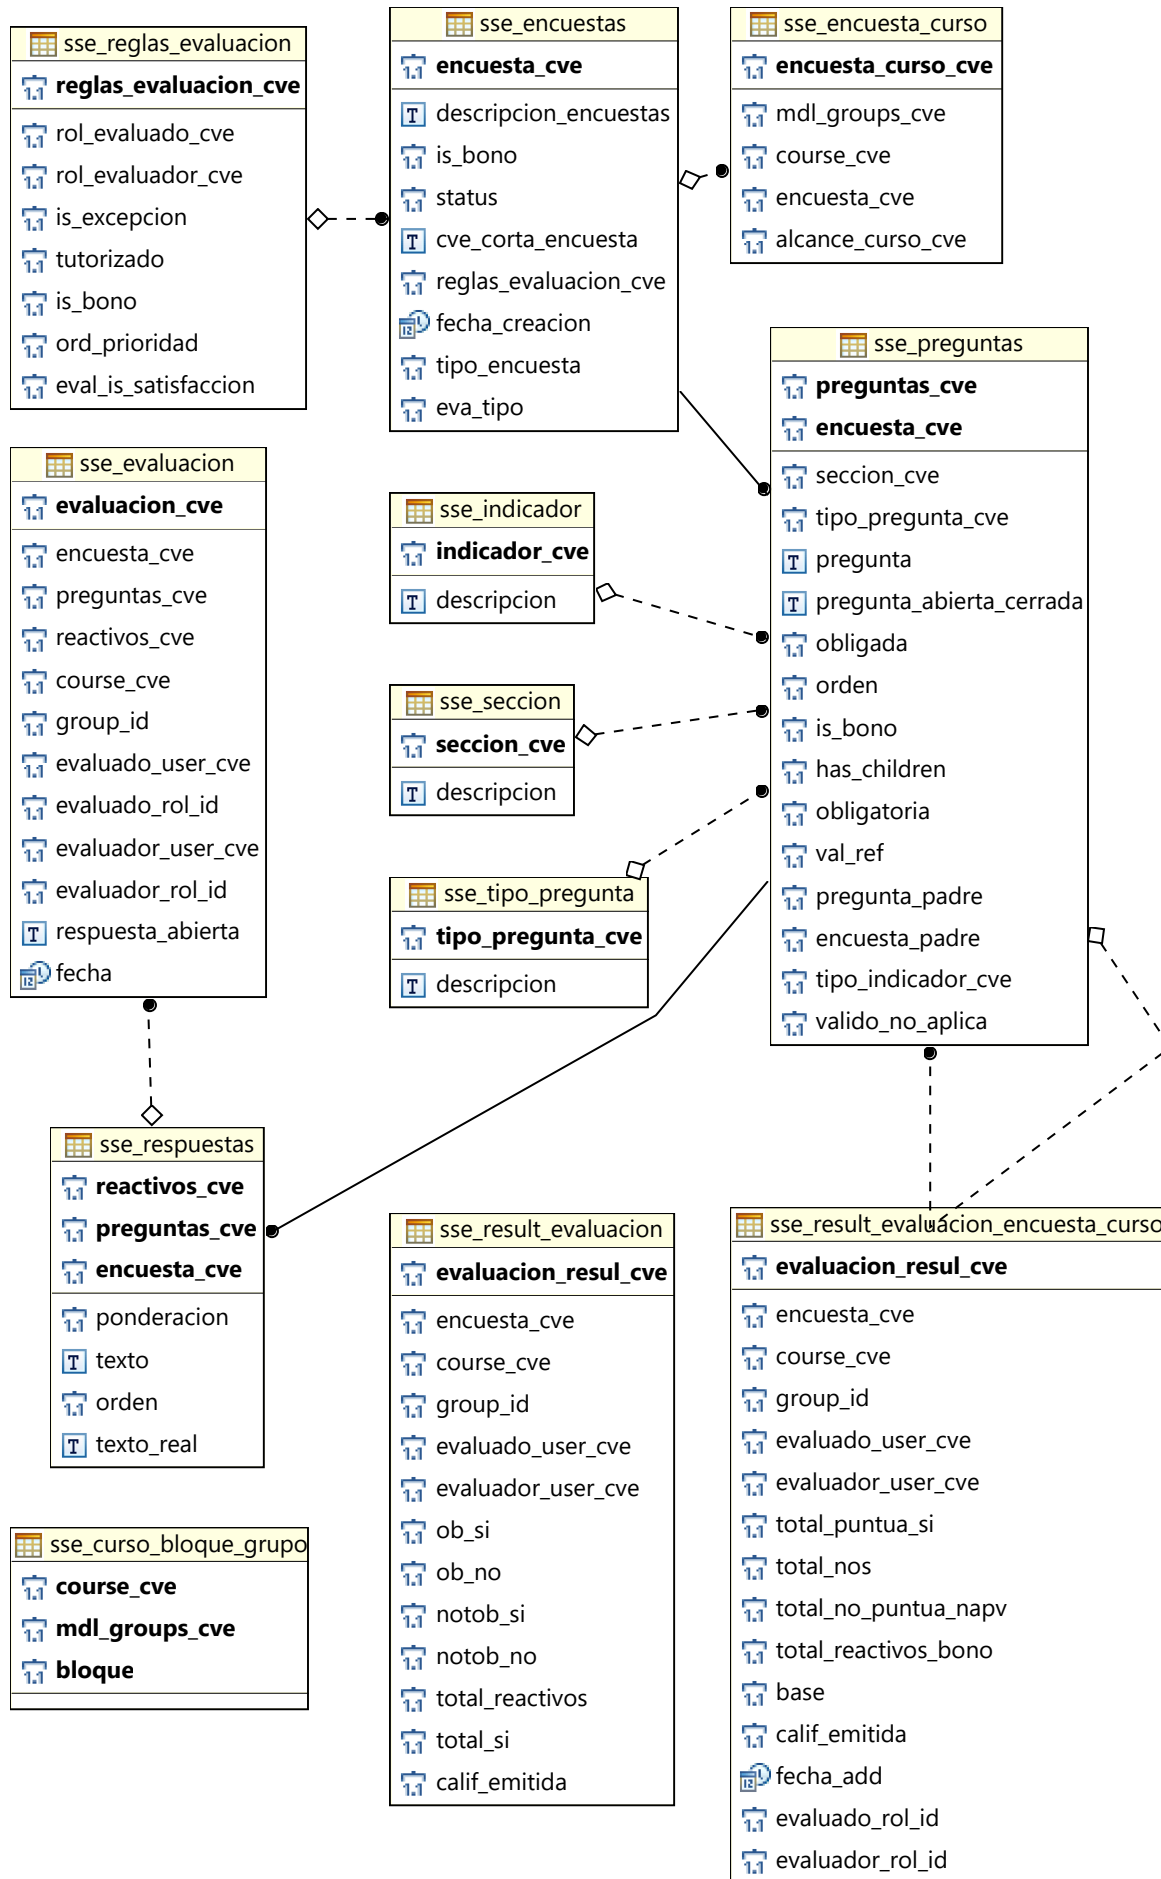 sse_reglas_evaluacion
reglas_evaluacion_cve
rol_evaluado_cve
rol_evaluador_cve
is_excepcion
tutorizado
is_bono
ord_prioridad
eval_is_satisfaccion
sse_encuestas
encuesta_cve
descripcion_encuestas
is_bono
status
cve_corta_encuesta
reglas_evaluacion_cve
fecha_creacion
tipo_encuesta
eva_tipo
sse_encuesta_curso
encuesta_curso_cve
mdl_groups_cve
course_cve
encuesta_cve
alcance_curso_cve
sse_preguntas
preguntas_cve
encuesta_cve
seccion_cve
tipo_pregunta_cve
pregunta
pregunta_abierta_cerrada
obligada
orden
is_bono
has_children
obligatoria
val_ref
pregunta_padre
encuesta_padre
tipo_indicador_cve
valido_no_aplica
sse_evaluacion
evaluacion_cve
encuesta_cve
preguntas_cve
reactivos_cve
course_cve
group_id
evaluado_user_cve
evaluado_rol_id
evaluador_user_cve
evaluador_rol_id
respuesta_abierta
fecha
sse_indicador
indicador_cve
descripcion
sse_seccion
seccion_cve
descripcion
sse_tipo_pregunta
tipo_pregunta_cve
descripcion
sse_respuestas
reactivos_cve
preguntas_cve
encuesta_cve
ponderacion
texto
orden
texto_real
sse_curso_bloque_grupo
course_cve
mdl_groups_cve
bloque
sse_result_evaluacion
evaluacion_resul_cve
encuesta_cve
course_cve
group_id
evaluado_user_cve
evaluador_user_cve
ob_si
ob_no
notob_si
notob_no
total_reactivos
total_si
calif_emitida
sse_result_evaluacion_encuesta_curso
evaluacion_resul_cve
encuesta_cve
course_cve
group_id
evaluado_user_cve
evaluador_user_cve
total_puntua_si
total_nos
total_no_puntua_napv
total_reactivos_bono
base
calif_emitida
fecha_add
evaluado_rol_id
evaluador_rol_id